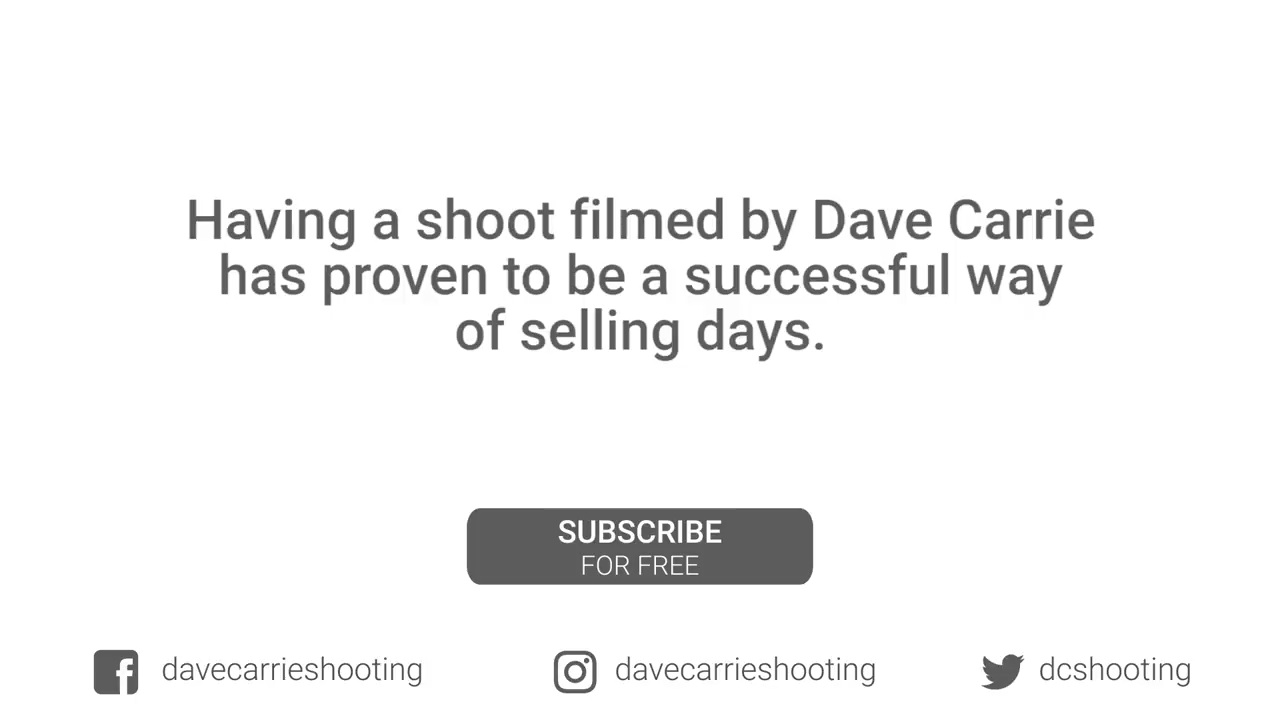 Having a shoot filmed by Dave Carrie
has proven to be a successful way
of selling days.
SUBSCRIBE
FOR FREE
davecarrieshooting
davecarrieshooting
dcshooting